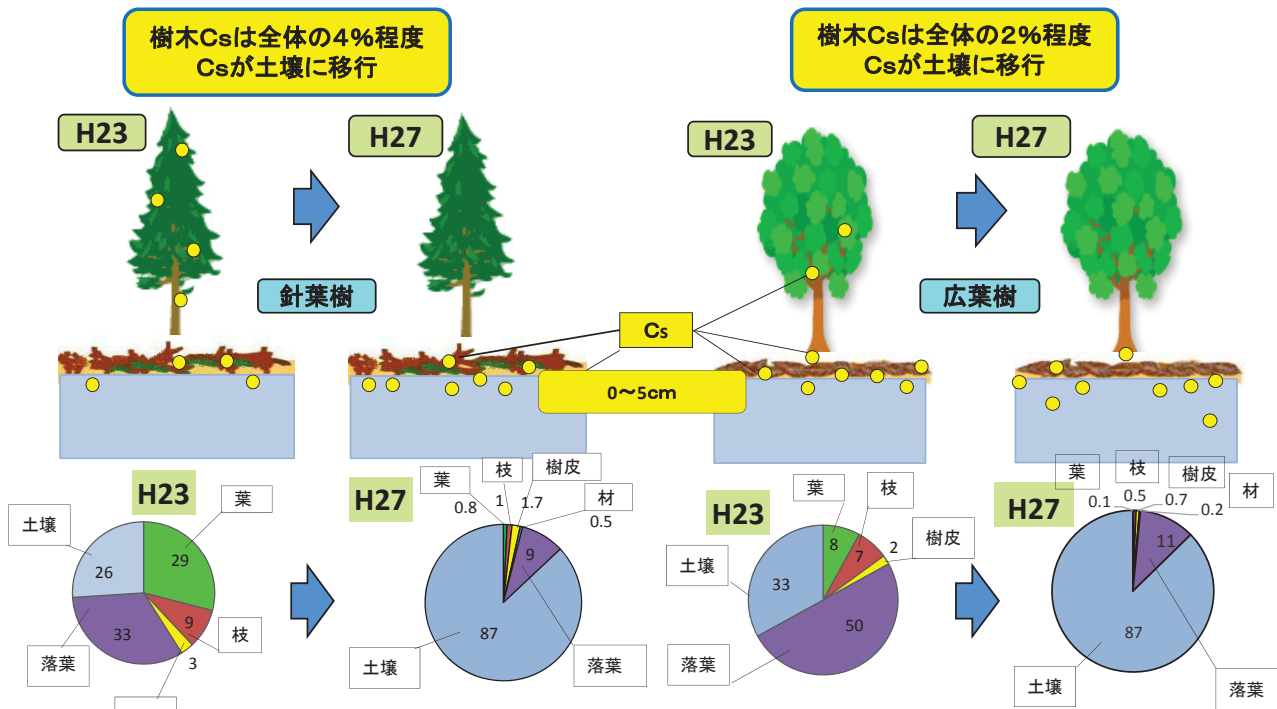 樹木Csは全体の4%程度
Csが土壌に移行
樹木Csは全体の2%程度
Csが土壌に移行
H23
H27
H23
H27
針葉樹
広葉樹
Cs
0～5cm
H23
葉
土壌
29
26
9
33
3
枝
落葉
H27
葉
枝
樹皮
材
0.8
1
1.7
0.5
9
87
土壌
落葉
H23
葉
枝
樹皮
土壌
8
7
2
33
50
落葉
H27
葉
枝
樹皮
材
0.1
0.5
0.7
0.2
11
87
土壌
落葉